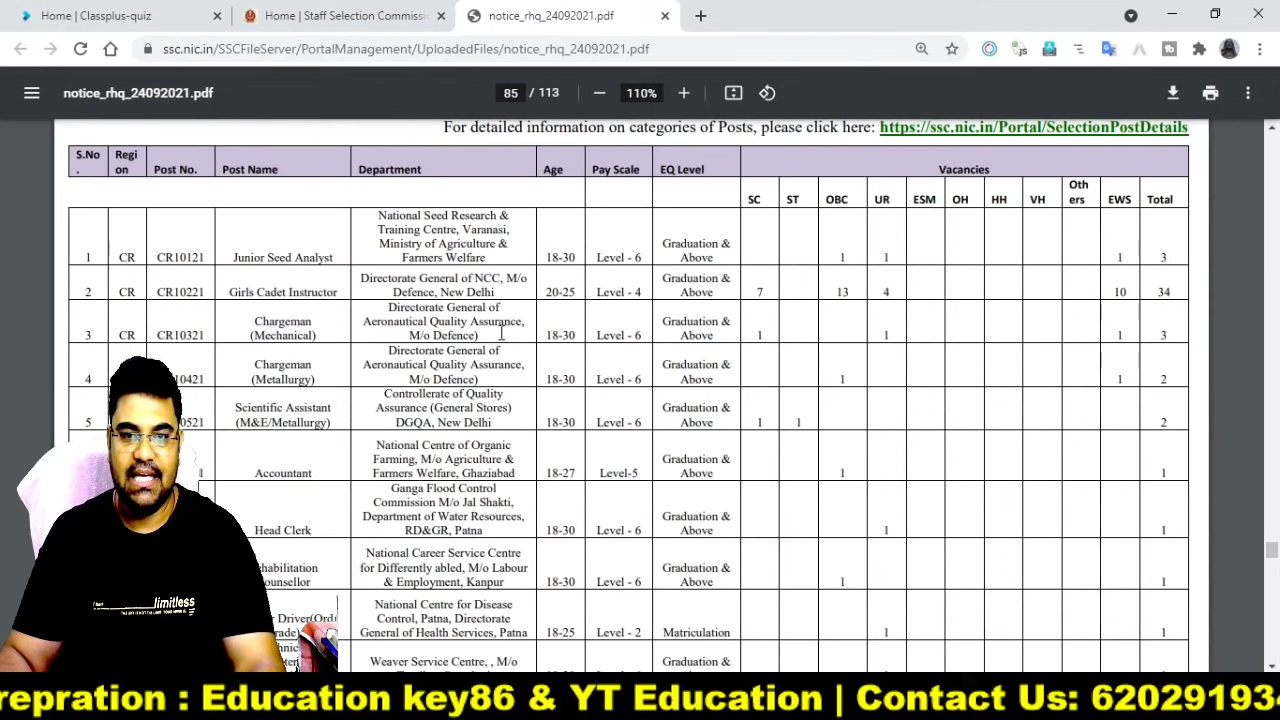 Home | Classplus-quiz
Home | Staff Selection Commissi
notice_rhq_24092021.pdf
ssc.nic.in/SSCFileServer/PortalManagement/UploadedFiles/notice_rhq_24092021.pdf
notice_rhq_24092021.pdf
85 / 113
110%
For detailed information on categories of Posts, please click here: https://ssc.nic.in/Portal/SelectionPostDetails
S.No. Region Post No. Post Name Department Age Pay Scale EQ Level Vacancies
SC ST OBC UR ESM OH HH VH Others EWS Total
1 CR CR10121 Junior Seed Analyst National Seed Research & Training Centre, Varanasi, Ministry of Agriculture & Farmers Welfare 18-30 Level - 6 Graduation & Above 1 1 1 3
2 CR CR10221 Girls Cadet Instructor Directorate General of NCC, M/o Defence, New Delhi 20-25 Level - 4 Graduation & Above 7 13 4 10 34
3 CR CR10321 Chargeman (Mechanical) Directorate General of Aeronautical Quality Assurance, M/o Defence) 18-30 Level - 6 Graduation & Above 1 1 1 3
4 10421 Chargeman (Metallurgy) Directorate General of Aeronautical Quality Assurance, M/o Defence) 18-30 Level - 6 Graduation & Above 1 1 2
5 0521 Scientific Assistant (M&E/Metallurgy) Controllerate of Quality Assurance (General Stores) DGQA, New Delhi 18-30 Level - 6 Graduation & Above 1 1 2
Accountant National Centre of Organic Farming, M/o Agriculture & Farmers Welfare, Ghaziabad 18-27 Level-5 Graduation & Above 1 1
Head Clerk Ganga Flood Control Commission M/o Jal Shakti, Department of Water Resources, RD&GR, Patna 18-30 Level - 6 Graduation & Above 1 1
habilitation ounsellor National Career Service Centre for Differently abled, M/o Labour & Employment, Kanpur 18-30 Level - 6 Graduation & Above 1 1
Driver(Ord National Centre for Disease Control, Patna, Directorate General of Health Services, Patna 18-25 Level - 2 Matriculation 1 1
Weaver Service Centre, , M/o Graduation &
limitless
repration : Education key86 & YT Education | Contact Us: 62029193